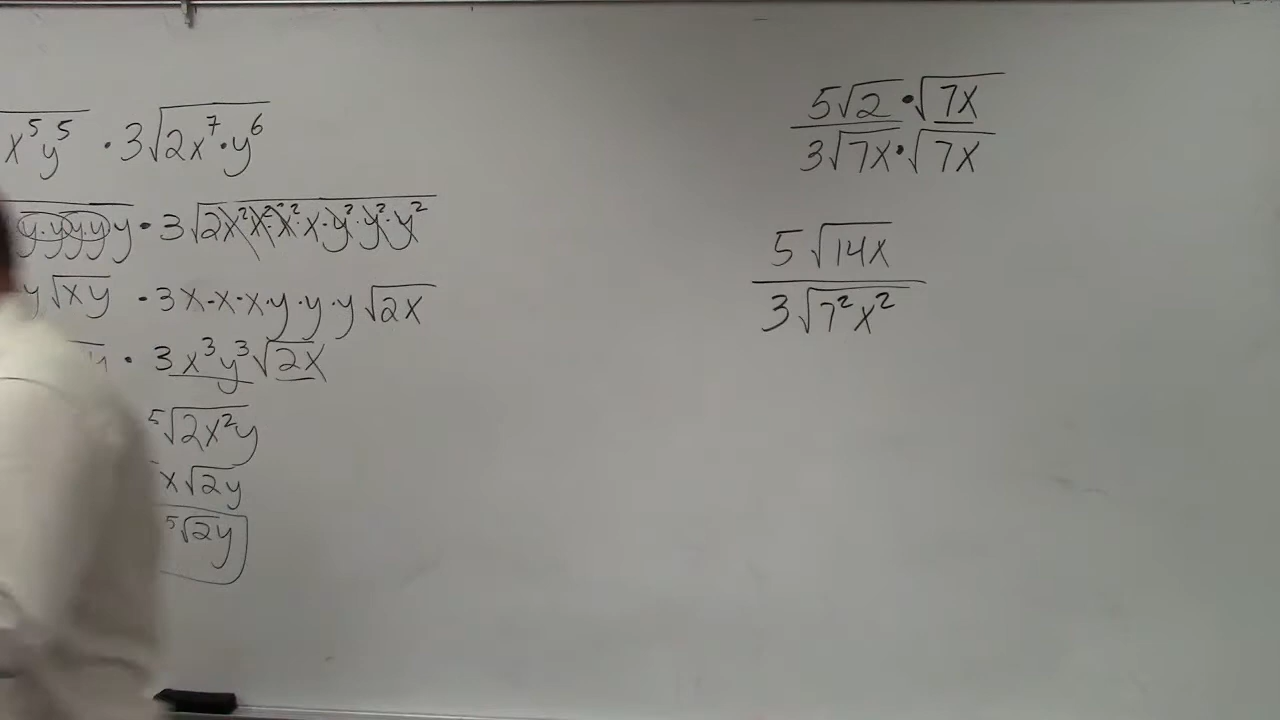 x⁵y⁵ · 3√(2x⁷·y⁶)
y·y·y·y·y · 3√(2x²·x²·x²·x·y²·y²·y²)
y√(xy) · 3x·x·x·y·y·y√(2x)
· 3x³y³√(2x)
⁵√(2x²y)
x√(2y)
⁵√(2y)
5√2 · √(7x)
3√(7x) · √(7x)
5√(14x)
3√(7²x²)